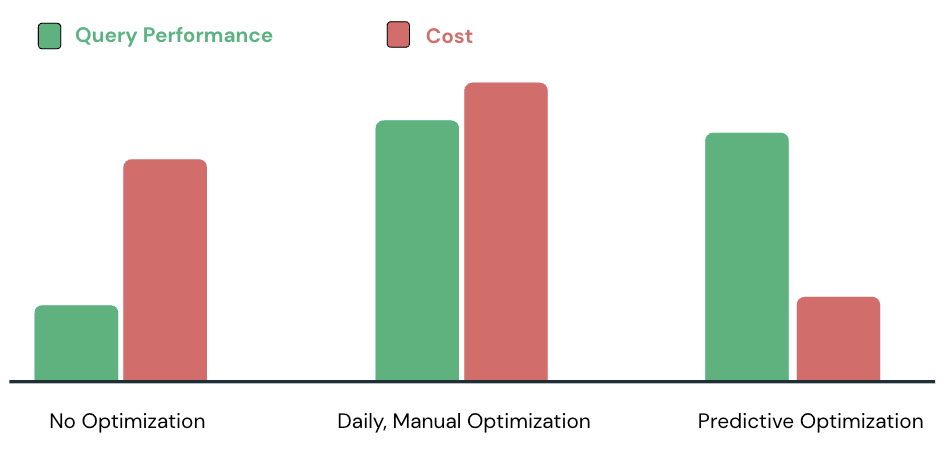 Query Performance
Cost
No Optimization
Daily, Manual Optimization
Predictive Optimization